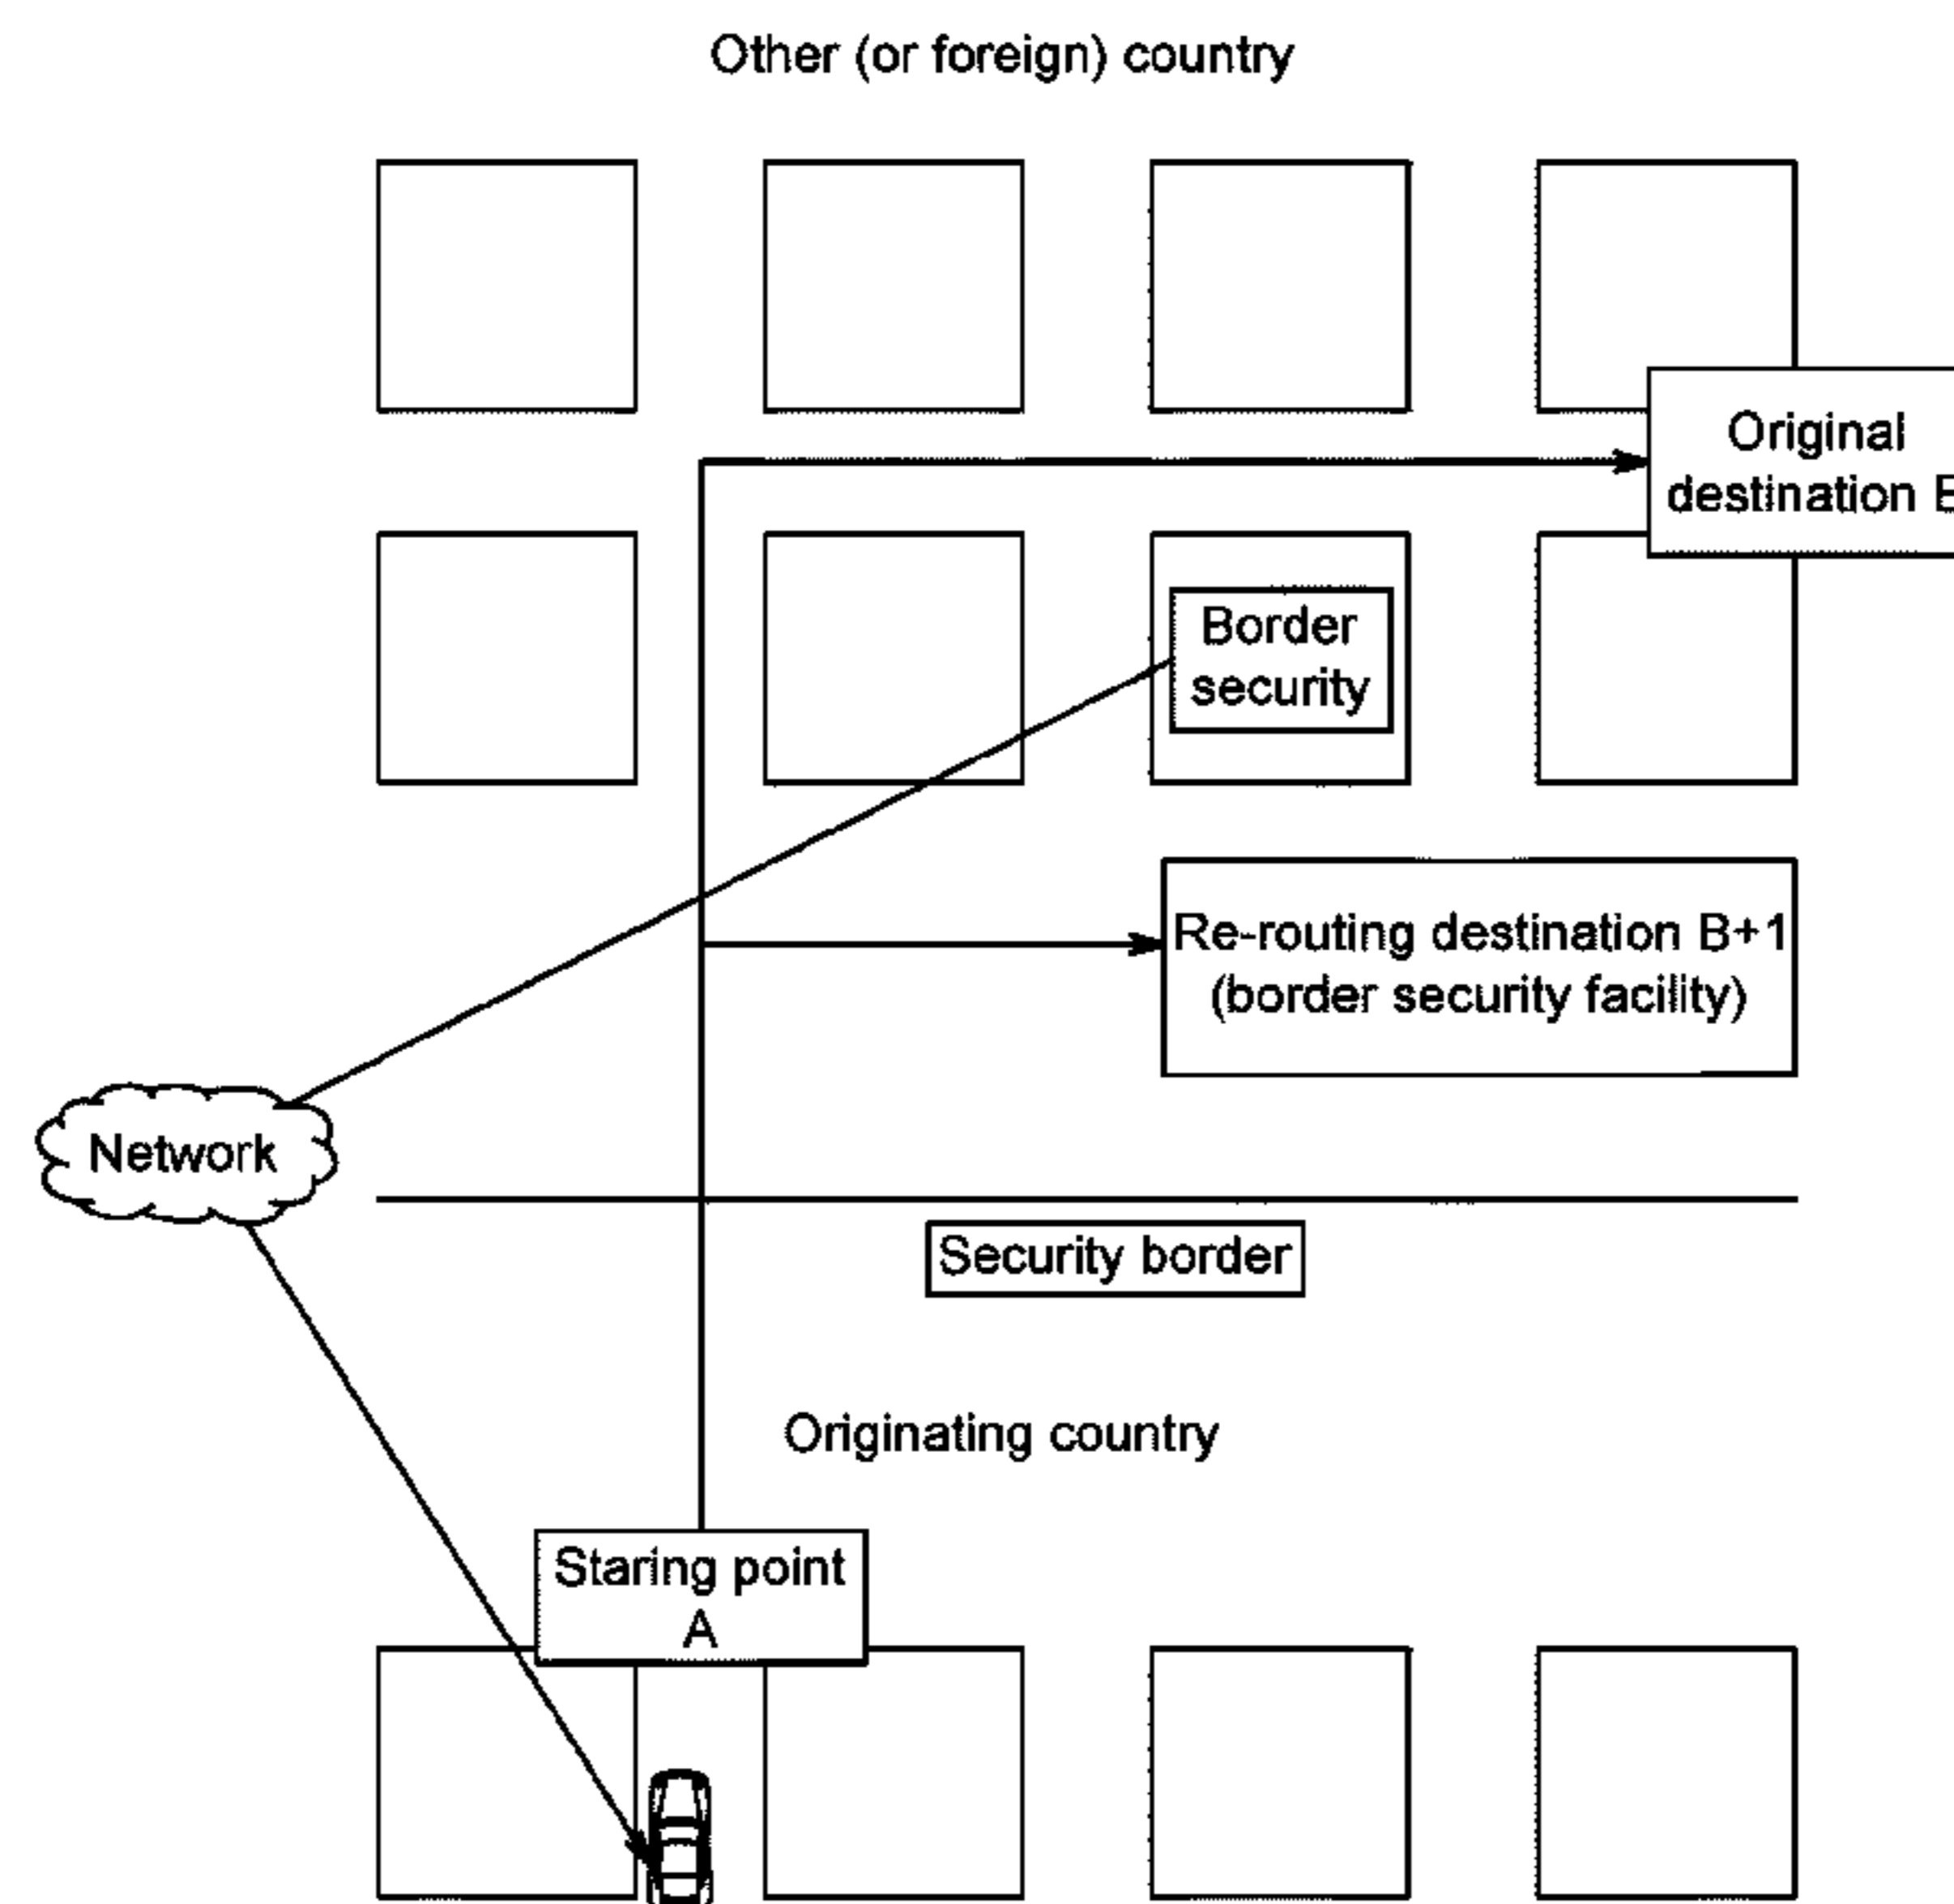 Other (or foreign) country
Original
destination
Border
security
Re-routing destination B+1
(border security facility)
Network
Security border
Originating country
Staring point
A